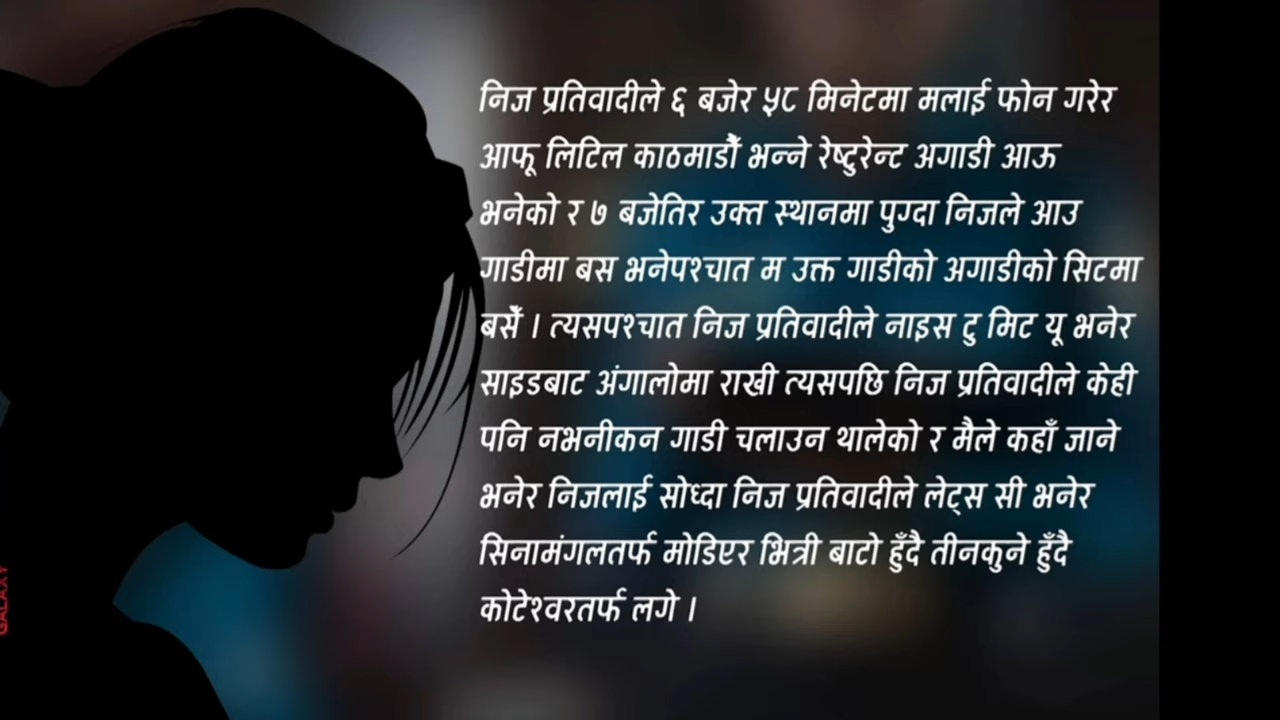 निज प्रतिवादीले ६ बजेर ५८ मिनेटमा मलाई फोन गरेर
आफू लिटिल काठमाडौँ भन्ने रेष्टुरेन्ट अगाडी आऊ
भनेको र ७ बजेतिर उक्त स्थानमा पुग्दा निजले आउ
गाडीमा बस भनेपश्चात म उक्त गाडीको अगाडीको सिटमा
बसेँ । त्यसपश्चात निज प्रतिवादीले नाइस टु मिट यू भनेर
साइडबाट अंगालोमा राखी त्यसपछि निज प्रतिवादीले केही
पनि नभनीकन गाडी चलाउन थालेको र मैले कहाँ जाने
भनेर निजलाई सोध्दा निज प्रतिवादीले लेट्स सी भनेर
सिनामंगलतर्फ मोडिएर भित्री बाटो हुँदै तीनकुने हुँदै
कोटेश्वरतर्फ लगे ।
GALAXY